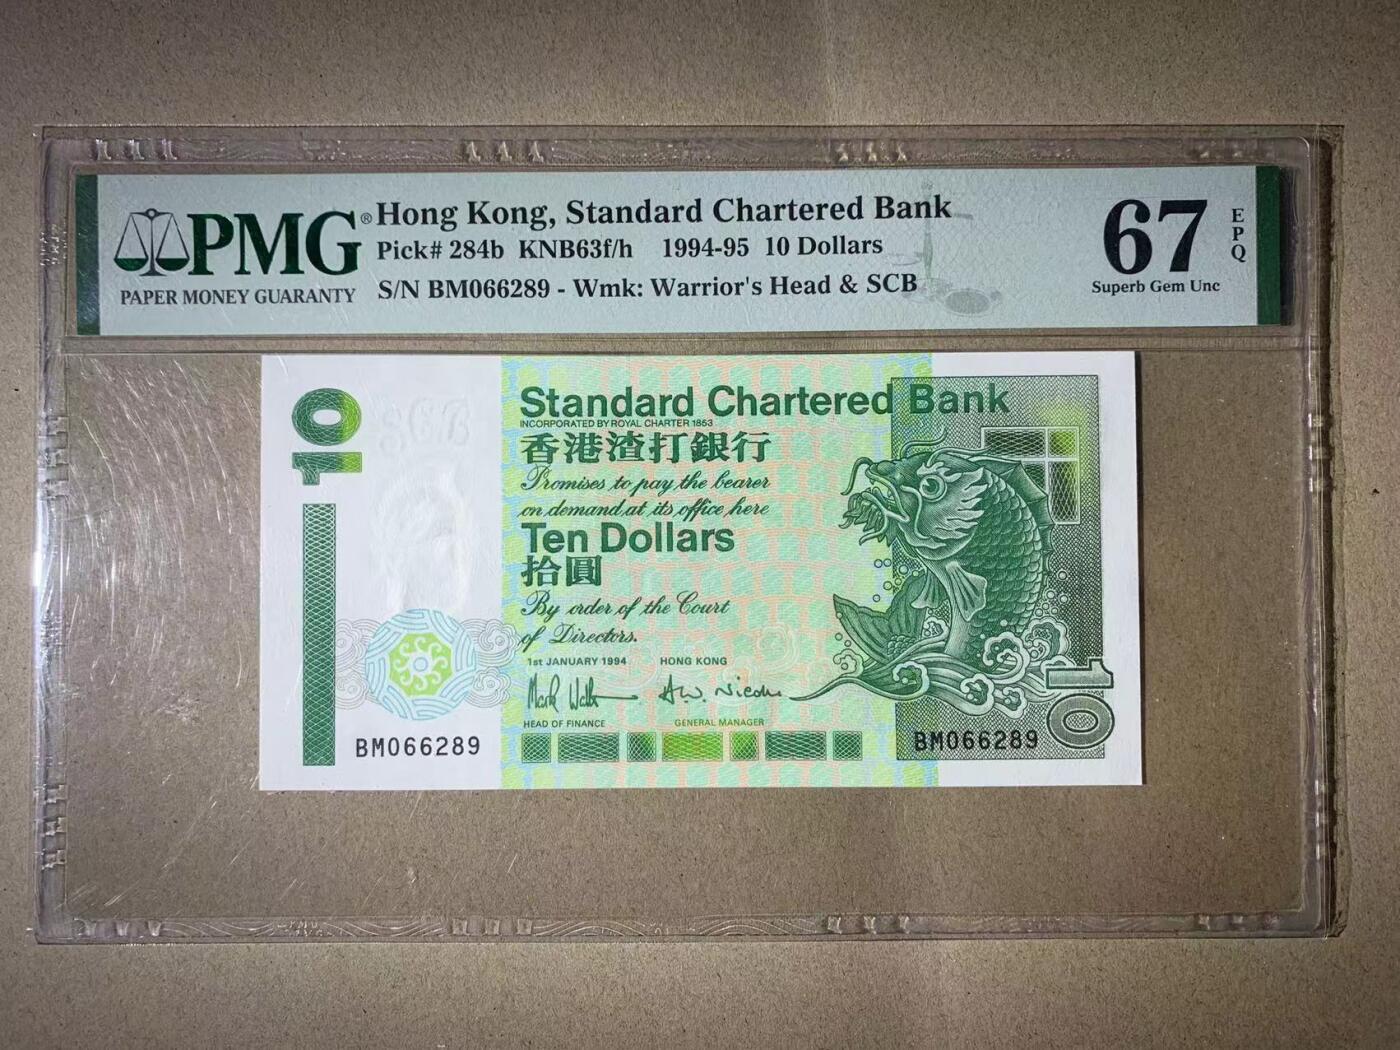 PMG®
PAPER MONEY GUARANTY
Hong Kong, Standard Chartered Bank
Pick# 284b KNB63f/h 1994-95 10 Dollars
S/N BM066289 - Wmk: Warrior's Head & SCB
67
EPQ
Superb Gem Unc
10
Standard Chartered Bank
INCORPORATED BY ROYAL CHARTER 1853
香港渣打銀行
Promises to pay the bearer
on demand at its office here
Ten Dollars
拾圓
By order of the Court
of Directors.
1st JANUARY 1994 HONG KONG
HEAD OF FINANCE GENERAL MANAGER
BM066289
BM066289
10